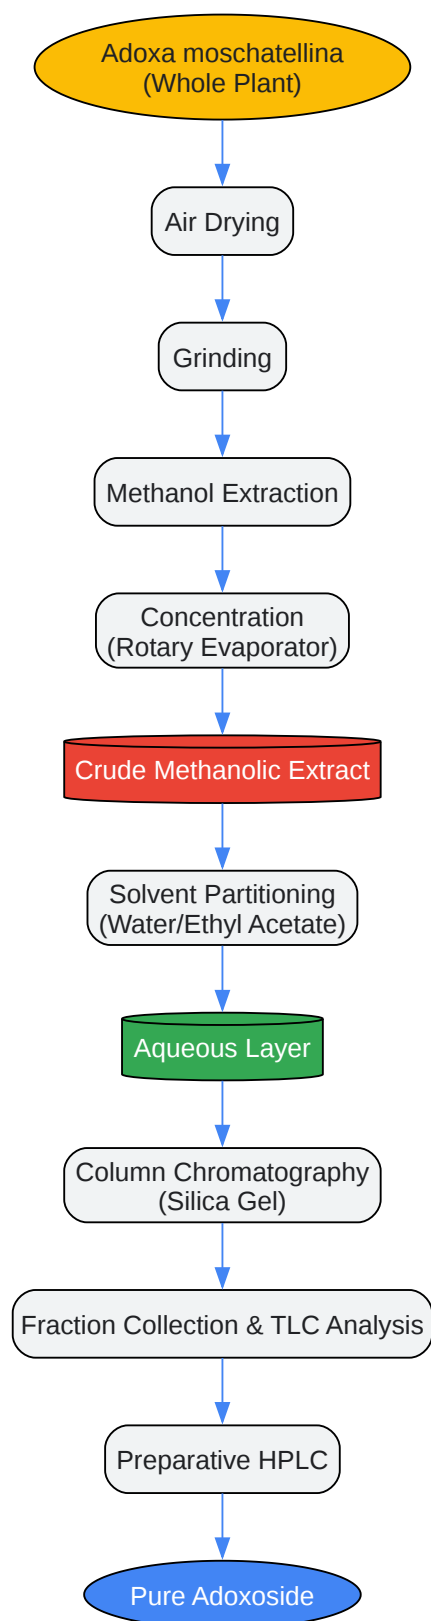 Adoxa moschatellina
(Whole Plant)
Air Drying
Grinding
Methanol Extraction
Concentration
(Rotary Evaporator)
Crude Methanolic Extract
Solvent Partitioning
(Water/Ethyl Acetate)
Aqueous Layer
Column Chromatography
(Silica Gel)
Fraction Collection & TLC Analysis
Preparative HPLC
Pure Adoxoside